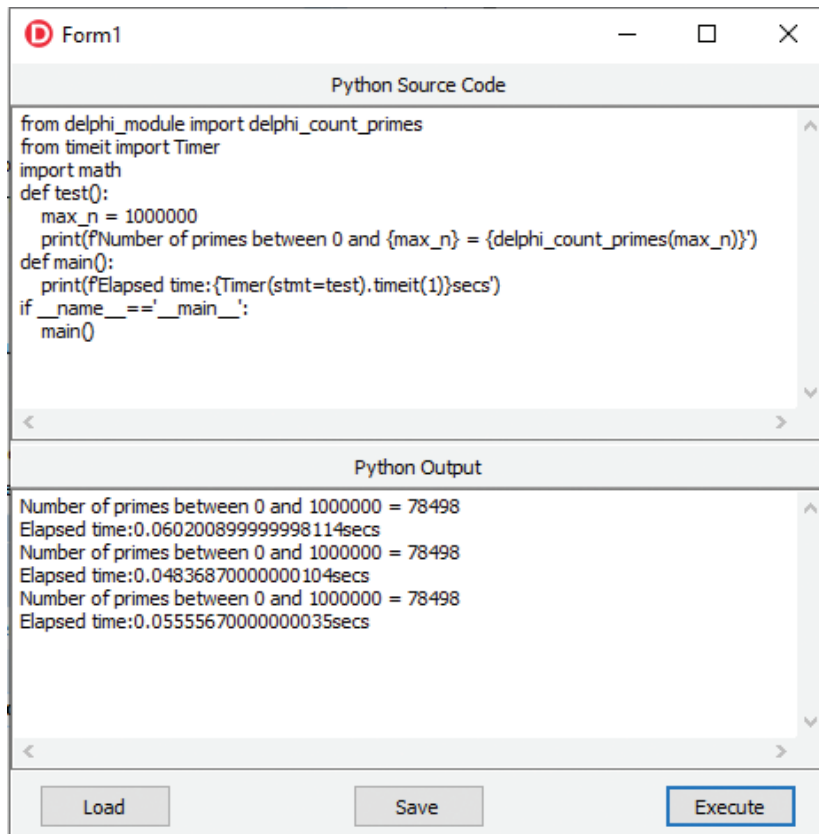 Form1
Python Source Code
from delphi_module import delphi_count_primes
from timeit import Timer
import math
def test():
    max_n = 1000000
    print(f'Number of primes between 0 and {max_n} = {delphi_count_primes(max_n)}')
def main():
    print(f'Elapsed time:{Timer(stmt=test).timeit(1)}secs')
if __name__=='__main__':
    main()
Python Output
Number of primes between 0 and 1000000 = 78498
Elapsed time:0.060200899999998114secs
Number of primes between 0 and 1000000 = 78498
Elapsed time:0.04836870000000104secs
Number of primes between 0 and 1000000 = 78498
Elapsed time:0.05555670000000035secs
Load
Save
Execute